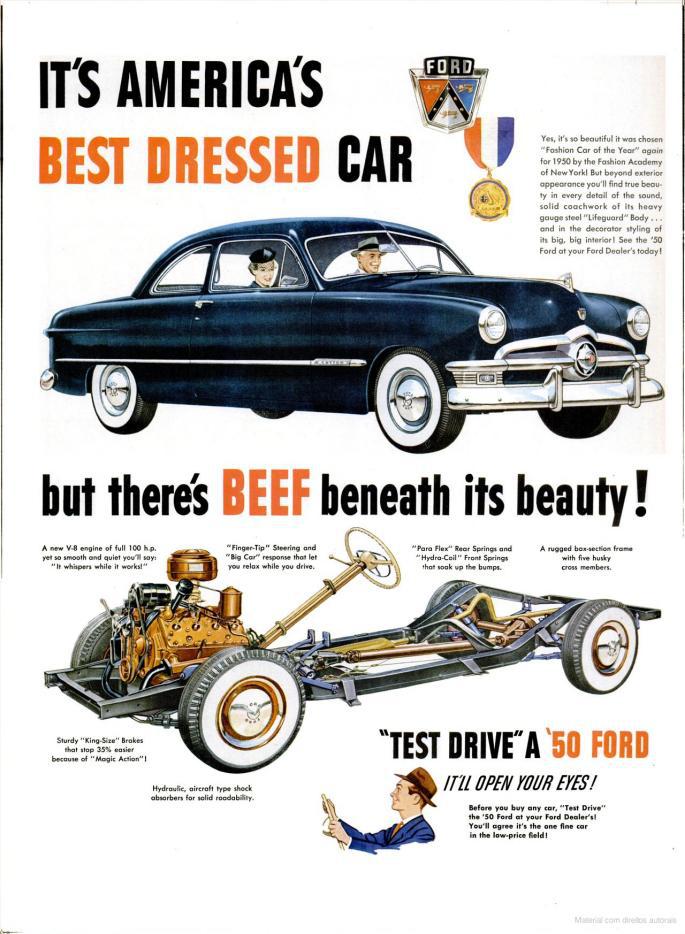 IT'S AMERICA'S
BEST DRESSED CAR
FORD
Yes, it's so beautiful it was chosen
"Fashion Car of the Year" again
for 1950 by the Fashion Academy
of New York! But beyond exterior
appearance you'll find true beau-
ty in every detail of the sound,
solid coachwork of its heavy
gauge steel "Lifeguard" Body . . .
and in the decorator styling of
its big, big interior! See the '50
Ford at your Ford Dealer's today!
but there's BEEF beneath its beauty!
A new V-8 engine of full 100 h.p.
yet so smooth and quiet you'll say:
"It whispers while it works!"
"Finger-Tip" Steering and
"Big Car" response that let
you relax while you drive.
"Para Flex" Rear Springs and
"Hydra-Coil" Front Springs
that soak up the bumps.
A rugged box-section frame
with five husky
cross members.
Sturdy "King-Size" Brakes
that stop 35% easier
because of "Magic Action"!
Hydraulic, aircraft type shock
absorbers for solid roadability.
"TEST DRIVE" A '50 FORD
IT'LL OPEN YOUR EYES!
Before you buy any car, "Test Drive"
the '50 Ford at your Ford Dealer's!
You'll agree it's the one fine car
in the low-price field!
Material com direitos autorais